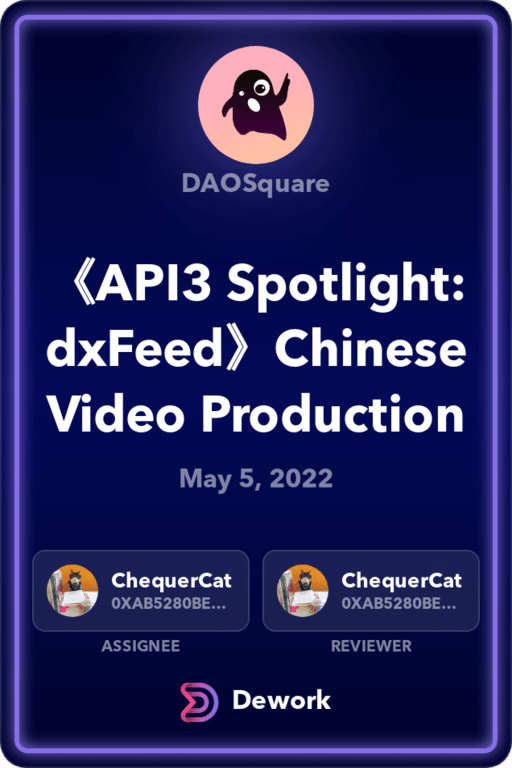 DAOSquare
《API3 Spotlight:
dxFeed》Chinese
Video Production
May 5, 2022
ChequerCat
0XAB5280BE...
ASSIGNEE
ChequerCat
0XAB5280BE...
REVIEWER
Dework